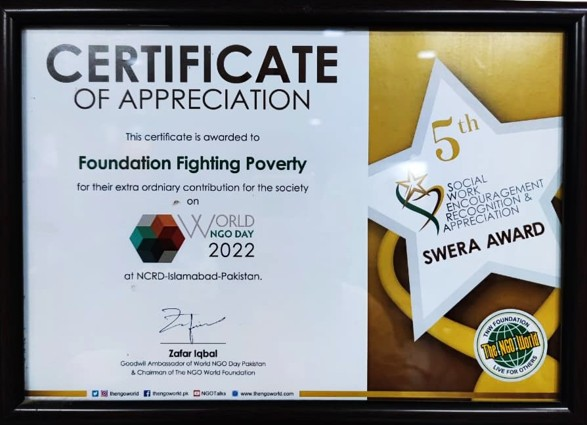 CERTIFICATE
OF APPRECIATION
This certificate is awarded to
Foundation Fighting Poverty
for their extra ordniary contribution for the society
on
WORLD
NGO DAY
2022
at NCRD-Islamabad-Pakistan.
Zafar Iqbal
Goodwill Ambassador of World NGO Day Pakistan
& Chairman of The NGO World Foundation
thengoworld
thengoworld.pk
NGOTalks
www.thengoworld.com
5th
SOCIAL
WORK
ENCOURAGEMENT
RECOGNITION &
APPRECIATION
SWERA AWARD
TNW FOUNDATION
The NGO World
LIVE FOR OTHERS